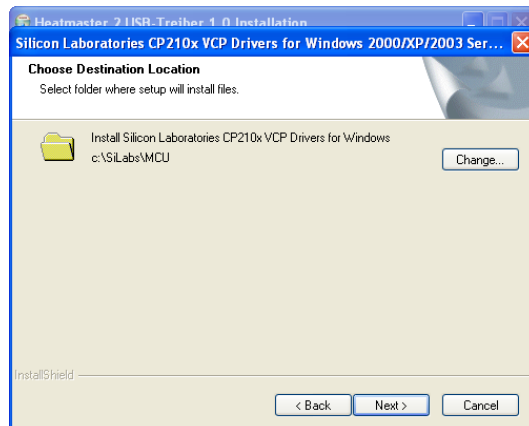 Heatmaster 2 USB-Treiber 1.0 Installation
Silicon Laboratories CP210x VCP Drivers for Windows 2000/XP/2003 Ser...
Choose Destination Location
Select folder where setup will install files.
Install Silicon Laboratories CP210x VCP Drivers for Windows
c:\SiLabs\MCU
Change...
InstallShield
< Back
Next >
Cancel